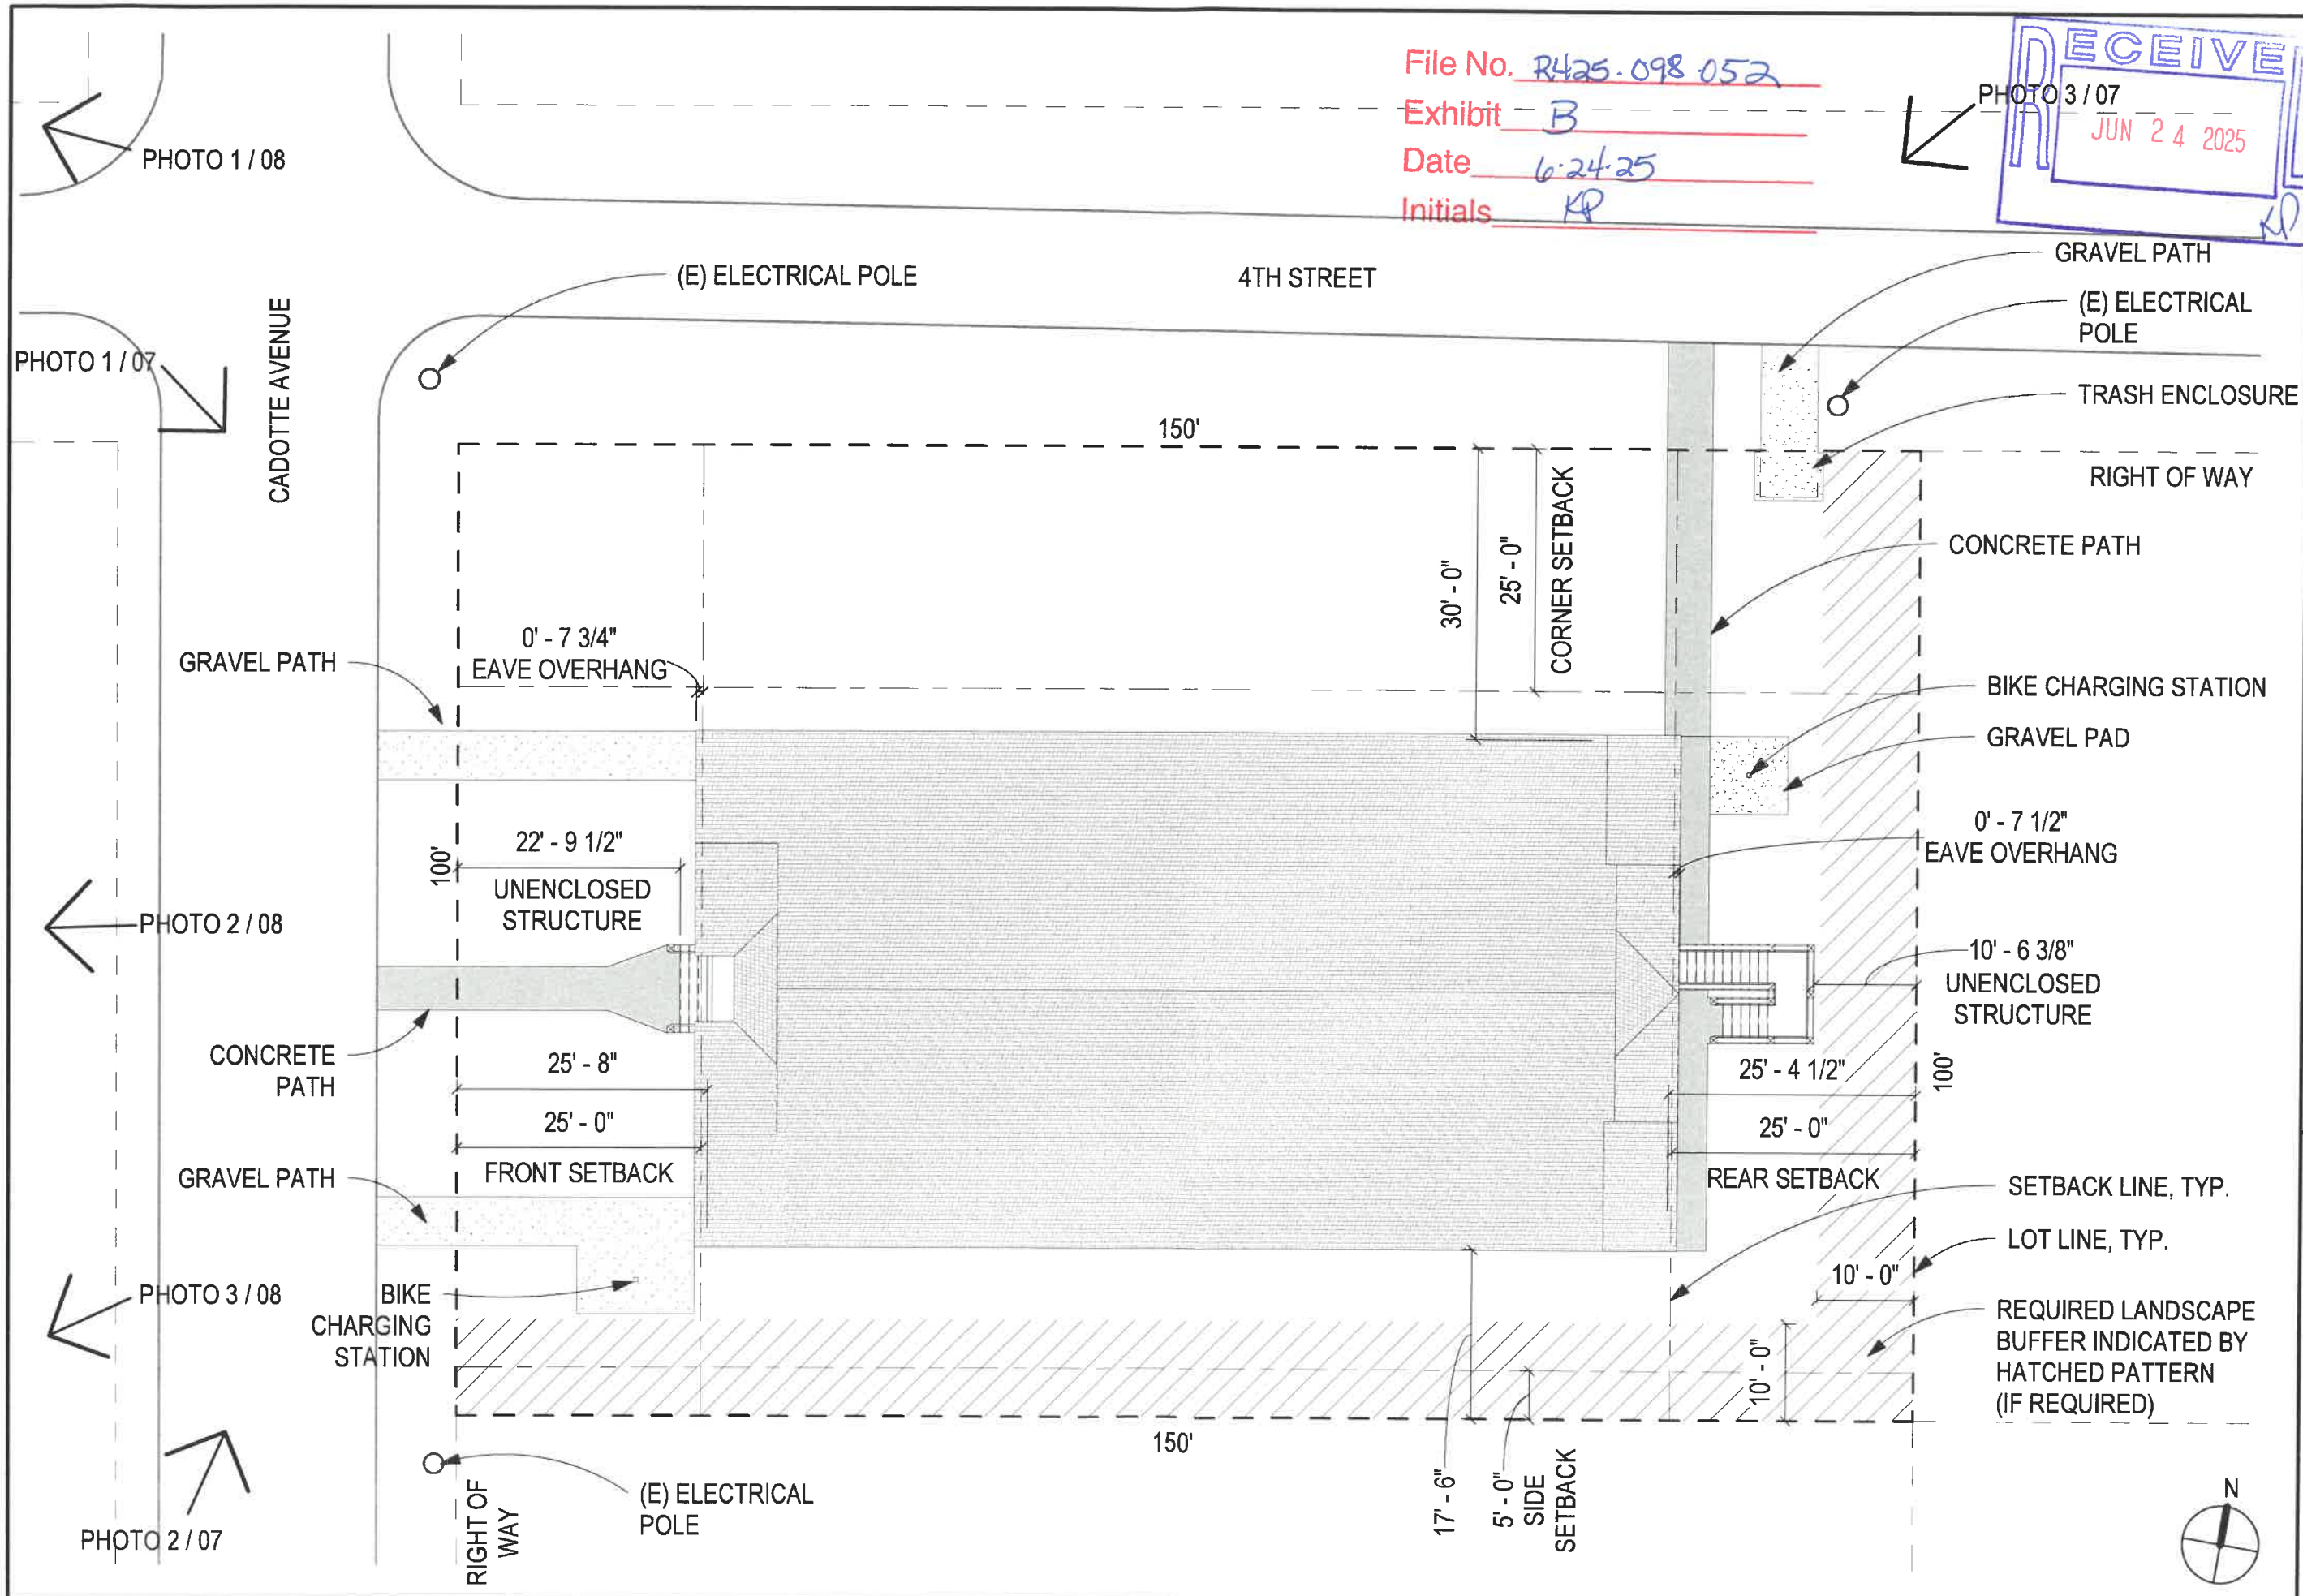 File No. R425.098.052
Exhibit B
Date 6.24.25
Initials KP
RECEIVE
JUN 24 2025
KP
PHOTO 3 / 07
PHOTO 1 / 08
(E) ELECTRICAL POLE
4TH STREET
GRAVEL PATH
(E) ELECTRICAL
POLE
CADOTTE AVENUE
PHOTO 1 / 07
TRASH ENCLOSURE
150'
RIGHT OF WAY
CONCRETE PATH
30' - 0"
25' - 0"
CORNER SETBACK
0' - 7 3/4"
EAVE OVERHANG
GRAVEL PATH
BIKE CHARGING STATION
GRAVEL PAD
0' - 7 1/2"
EAVE OVERHANG
100'
22' - 9 1/2"
UNENCLOSED
STRUCTURE
PHOTO 2 / 08
10' - 6 3/8"
UNENCLOSED
STRUCTURE
CONCRETE
PATH
25' - 8"
25' - 0"
FRONT SETBACK
25' - 4 1/2"
25' - 0"
REAR SETBACK
100'
GRAVEL PATH
SETBACK LINE, TYP.
LOT LINE, TYP.
10' - 0"
PHOTO 3 / 08
BIKE
CHARGING
STATION
REQUIRED LANDSCAPE
BUFFER INDICATED BY
HATCHED PATTERN
(IF REQUIRED)
10' - 0"
150'
17' - 6"
5' - 0"
SIDE
SETBACK
RIGHT OF
WAY
(E) ELECTRICAL
POLE
PHOTO 2 / 07
N